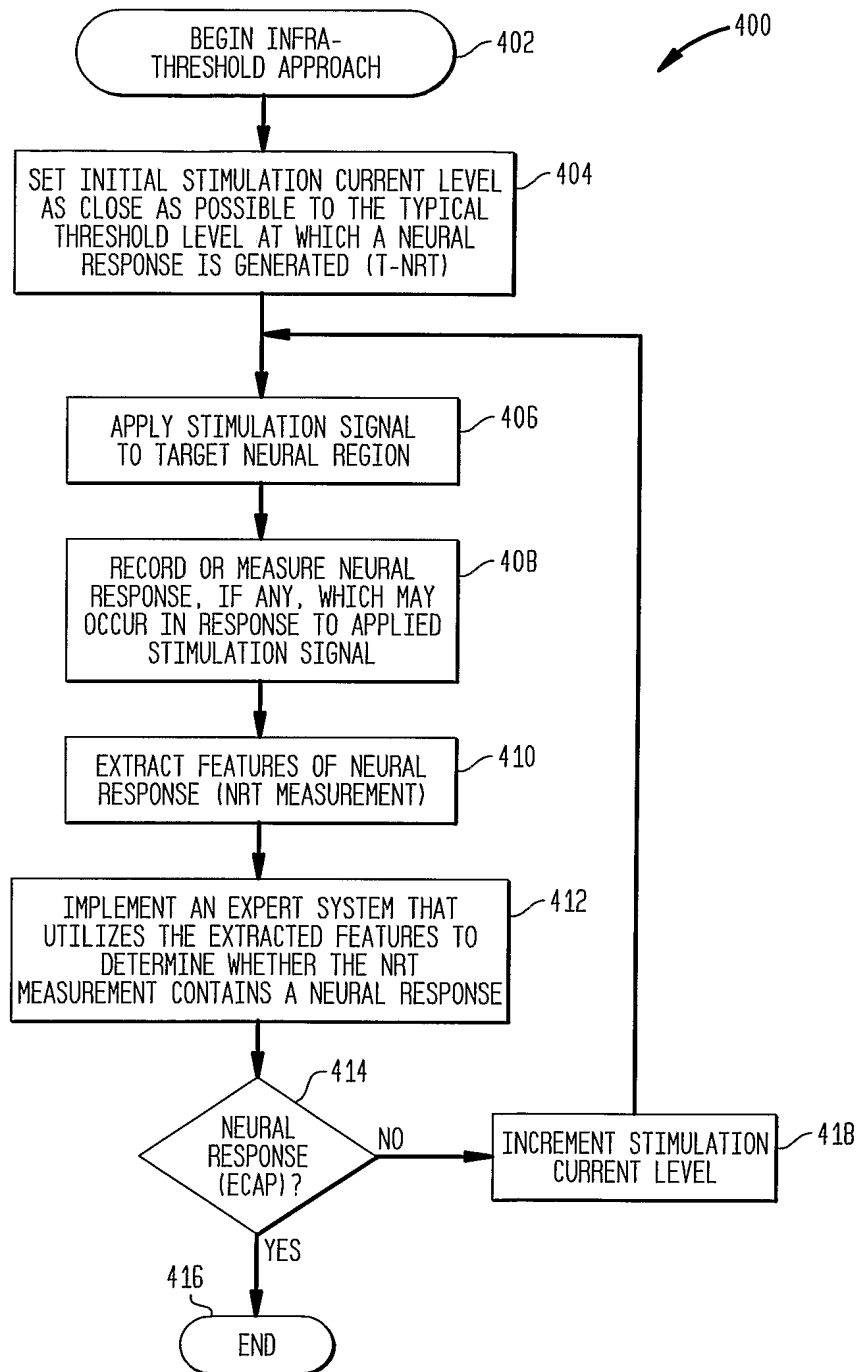 400
BEGIN INFRA-
THRESHOLD APPROACH
402
SET INITIAL STIMULATION CURRENT LEVEL
AS CLOSE AS POSSIBLE TO THE TYPICAL
THRESHOLD LEVEL AT WHICH A NEURAL
RESPONSE IS GENERATED (T-NRT)
404
APPLY STIMULATION SIGNAL
TO TARGET NEURAL REGION
406
RECORD OR MEASURE NEURAL
RESPONSE, IF ANY, WHICH MAY
OCCUR IN RESPONSE TO APPLIED
STIMULATION SIGNAL
408
EXTRACT FEATURES OF NEURAL
RESPONSE (NRT MEASUREMENT)
410
IMPLEMENT AN EXPERT SYSTEM THAT
UTILIZES THE EXTRACTED FEATURES TO
DETERMINE WHETHER THE NRT
MEASUREMENT CONTAINS A NEURAL RESPONSE
412
414
NEURAL
RESPONSE
(ECAP)?
NO
INCREMENT STIMULATION
CURRENT LEVEL
418
YES
416
END